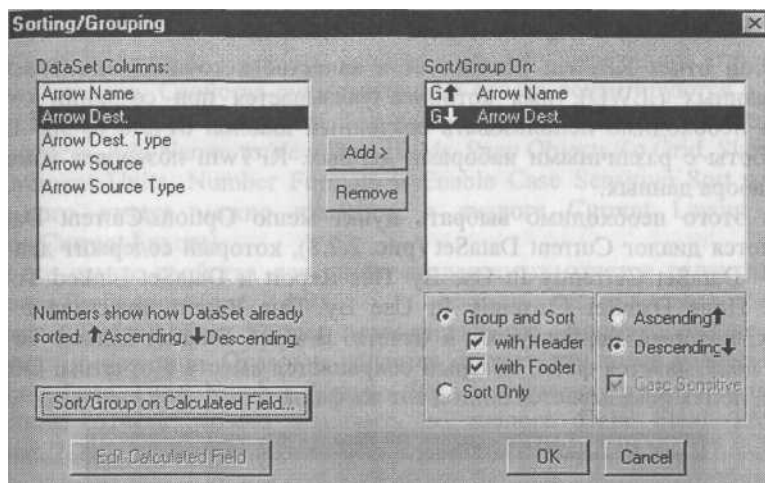 Sorting/Grouping
DataSet Columns:
Arrow Name
Arrow Dest.
Arrow Dest. Type
Arrow Source
Arrow Source Type
Add >
Remove
Sort/Group On:
G↑ Arrow Name
G↓ Arrow Dest.
Numbers show how DataSet already
sorted. ↑Ascending, ↓Descending.
Sort/Group on Calculated Field...
Edit Calculated Field
Group and Sort
with Header
with Footer
Sort Only
Ascending↑
Descending↓
Case Sensitive
OK
Cancel